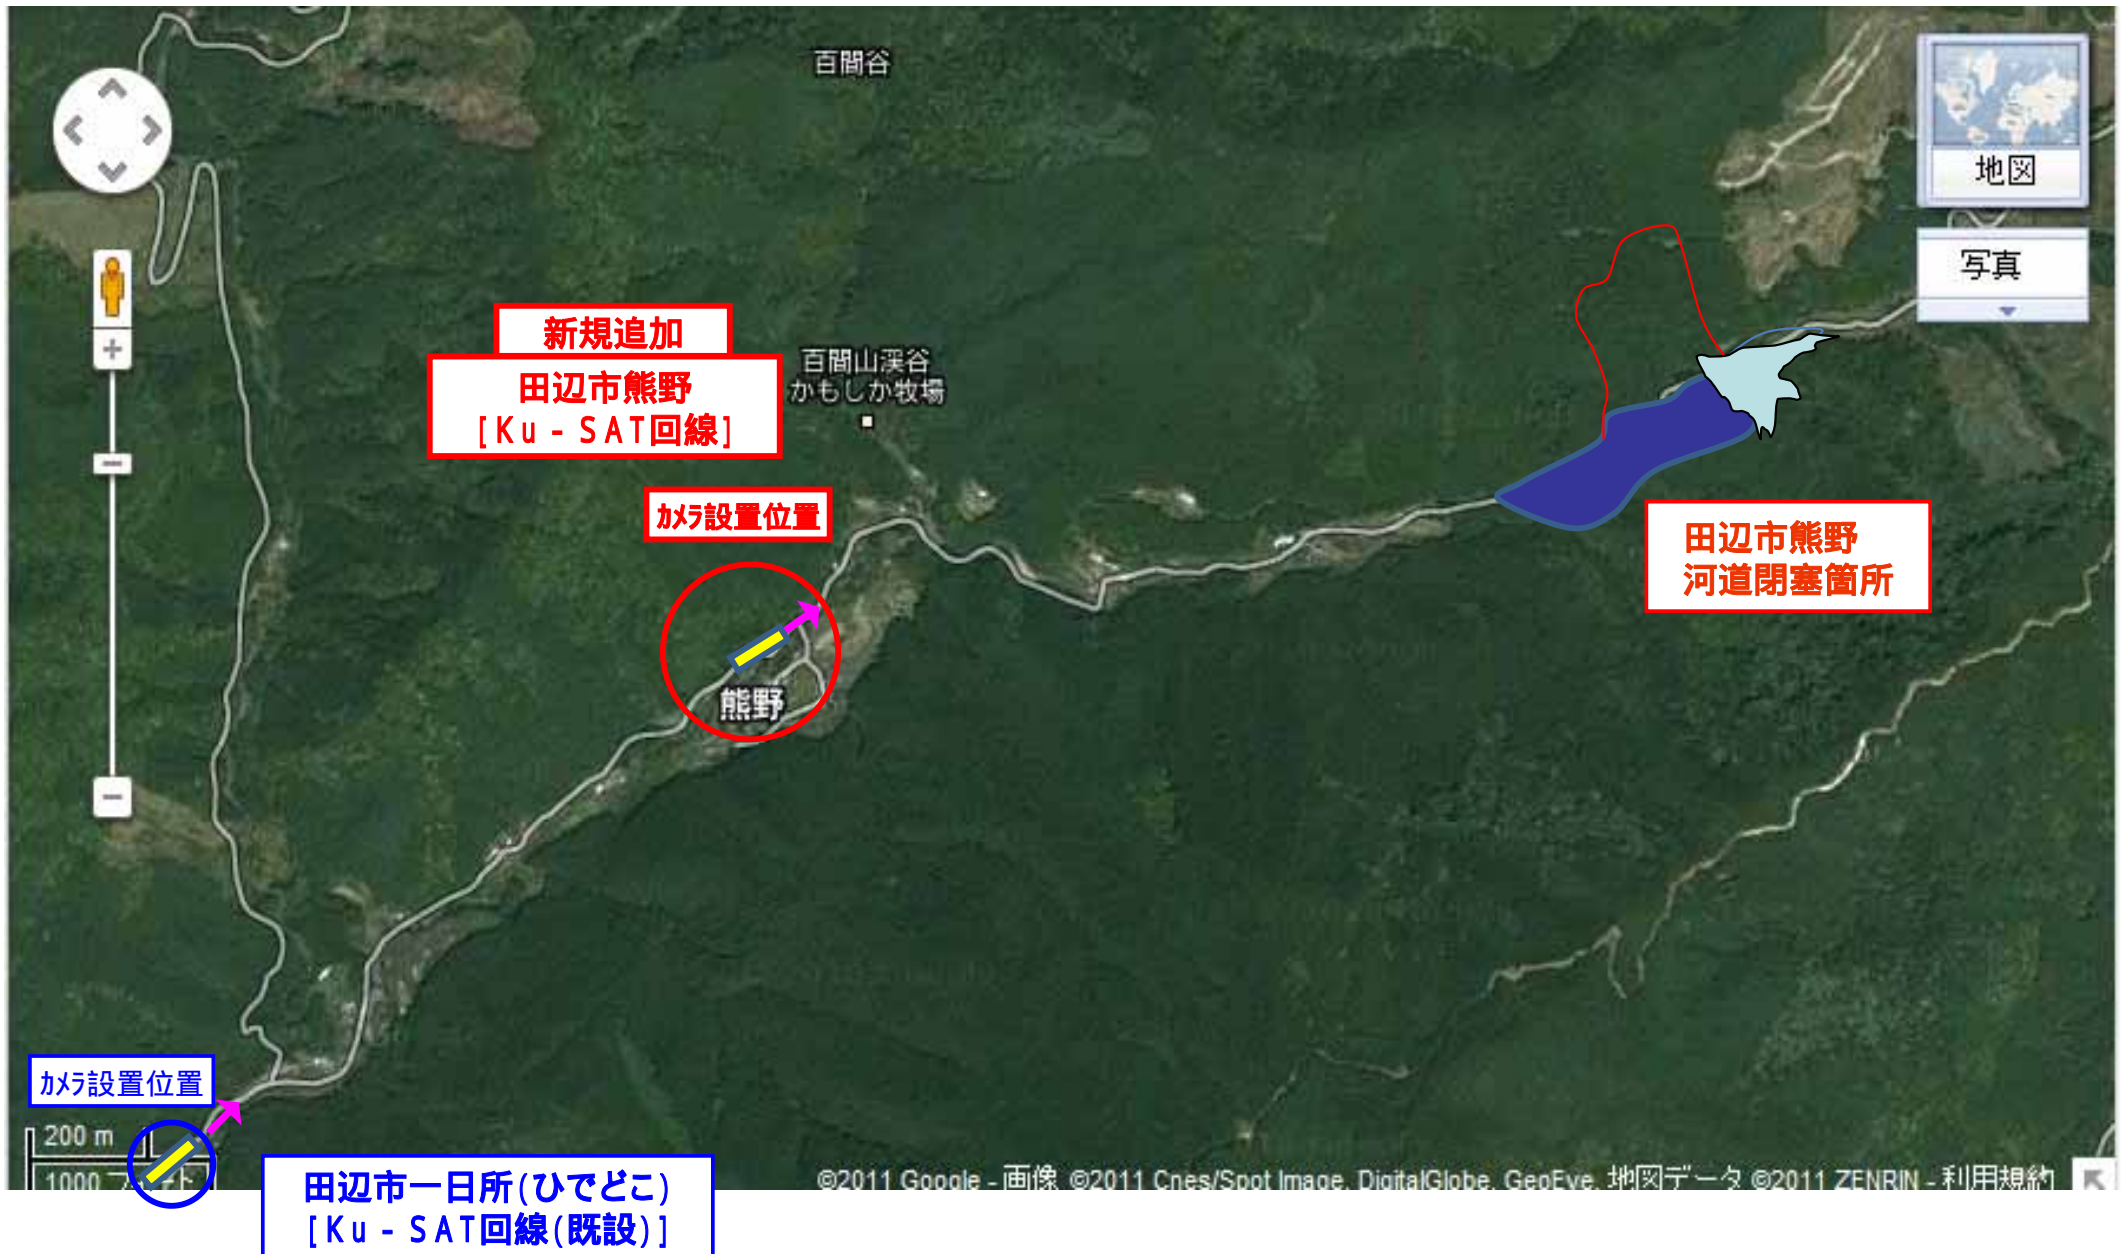 百間谷
地図
写真
新規追加
田辺市熊野
[Ku - SAT回線]
百間山渓谷
かもしか牧場
ｶﾒﾗ設置位置
田辺市熊野
河道閉塞箇所
熊野
ｶﾒﾗ設置位置
200 m
1000 フィート
田辺市一日所(ひでどこ)
[Ku - SAT回線(既設)]
©2011 Google - 画像 ©2011 Cnes/Spot Image, DigitalGlobe, GeoEye, 地図データ ©2011 ZENRIN - 利用規約